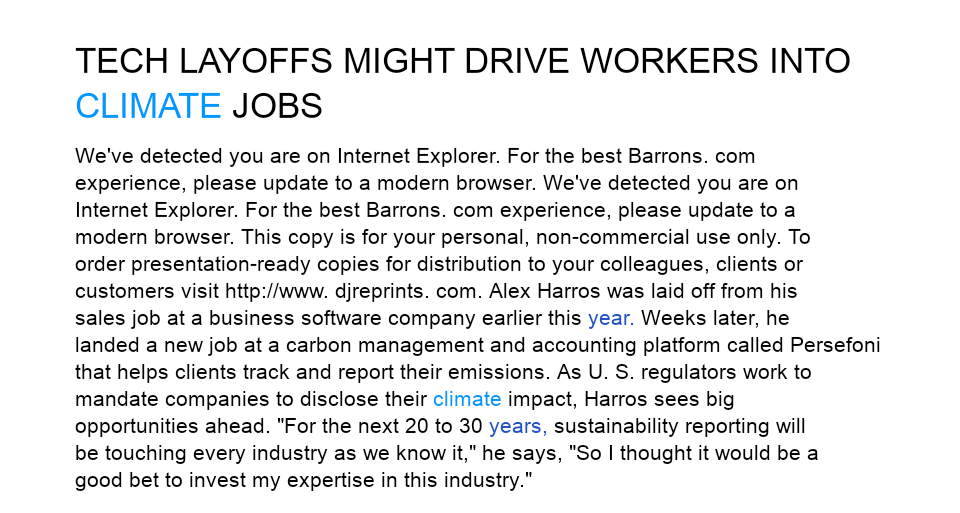 TECH LAYOFFS MIGHT DRIVE WORKERS INTO
CLIMATE JOBS
We've detected you are on Internet Explorer. For the best Barrons. com
experience, please update to a modern browser. We've detected you are on
Internet Explorer. For the best Barrons. com experience, please update to a
modern browser. This copy is for your personal, non-commercial use only. To
order presentation-ready copies for distribution to your colleagues, clients or
customers visit http://www. djreprints. com. Alex Harros was laid off from his
sales job at a business software company earlier this year. Weeks later, he
landed a new job at a carbon management and accounting platform called Persefoni
that helps clients track and report their emissions. As U. S. regulators work to
mandate companies to disclose their climate impact, Harros sees big
opportunities ahead. "For the next 20 to 30 years, sustainability reporting will
be touching every industry as we know it," he says, "So I thought it would be a
good bet to invest my expertise in this industry."